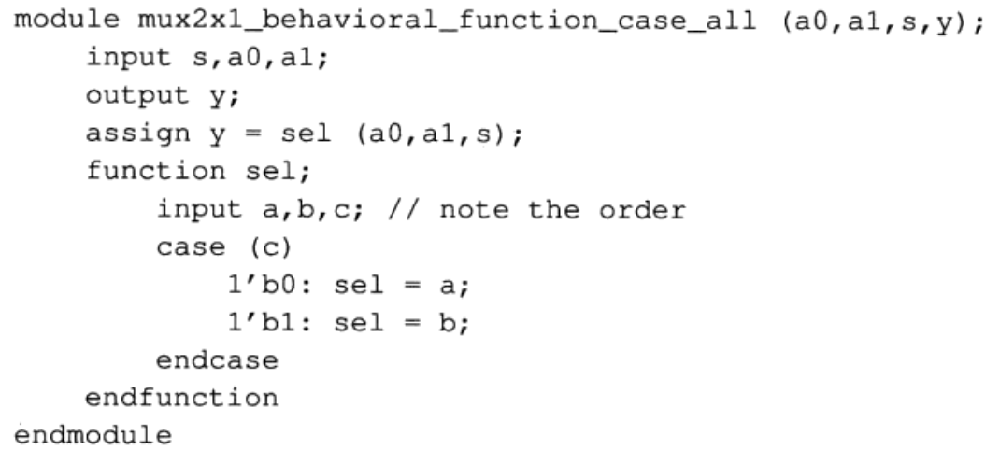 module mux2x1_behavioral_function_case_all (a0,a1,s,y);
    input s,a0,a1;
    output y;
    assign y = sel (a0,a1,s);
    function sel;
        input a,b,c; // note the order
        case (c)
            1′b0: sel = a;
            1′b1: sel = b;
        endcase
    endfunction
endmodule